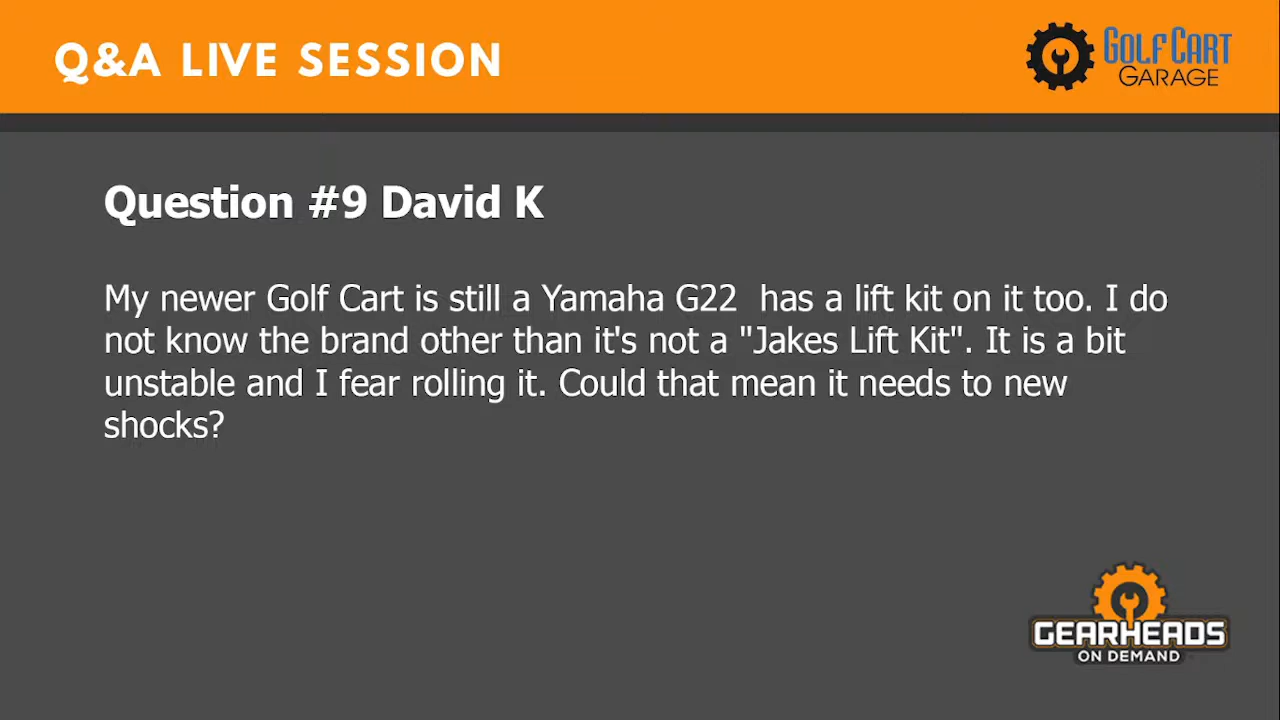 Q&A LIVE SESSION
GOLF CART
GARAGE
Question #9 David K
My newer Golf Cart is still a Yamaha G22  has a lift kit on it too. I do
not know the brand other than it's not a "Jakes Lift Kit". It is a bit
unstable and I fear rolling it. Could that mean it needs to new
shocks?
GEARHEADS
ON DEMAND